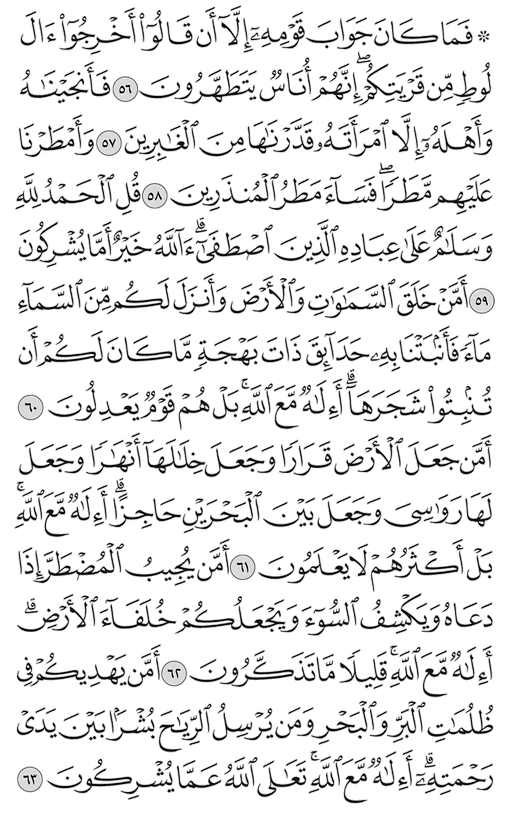 ۞ فَمَا كَانَ جَوَابَ قَوْمِهِۦٓ إِلَّآ أَن قَالُوٓا۟ أَخْرِجُوٓا۟ ءَالَ
لُوطٍ مِّن قَرْيَتِكُمْ ۖ إِنَّهُمْ أُنَاسٌ يَتَطَهَّرُونَ ٥٦ فَأَنجَيْنَٰهُ
وَأَهْلَهُۥٓ إِلَّا ٱمْرَأَتَهُۥ قَدَّرْنَٰهَا مِنَ ٱلْغَٰبِرِينَ ٥٧ وَأَمْطَرْنَا
عَلَيْهِم مَّطَرًا ۖ فَسَآءَ مَطَرُ ٱلْمُنذَرِينَ ٥٨ قُلِ ٱلْحَمْدُ لِلَّهِ
وَسَلَٰمٌ عَلَىٰ عِبَادِهِ ٱلَّذِينَ ٱصْطَفَىٰٓ ۗ ءَآللَّهُ خَيْرٌ أَمَّا يُشْرِكُونَ
٥٩ أَمَّنْ خَلَقَ ٱلسَّمَٰوَٰتِ وَٱلْأَرْضَ وَأَنزَلَ لَكُم مِّنَ ٱلسَّمَآءِ
مَآءً فَأَنۢبَتْنَا بِهِۦ حَدَآئِقَ ذَاتَ بَهْجَةٍ مَّا كَانَ لَكُمْ أَن
تُنۢبِتُوا۟ شَجَرَهَآ ۗ أَءِلَٰهٌ مَّعَ ٱللَّهِ ۚ بَلْ هُمْ قَوْمٌ يَعْدِلُونَ ٦٠
أَمَّن جَعَلَ ٱلْأَرْضَ قَرَارًا وَجَعَلَ خِلَٰلَهَآ أَنْهَٰرًا وَجَعَلَ
لَهَا رَوَٰسِىَ وَجَعَلَ بَيْنَ ٱلْبَحْرَيْنِ حَاجِزًا ۗ أَءِلَٰهٌ مَّعَ ٱللَّهِ ۚ
بَلْ أَكْثَرُهُمْ لَا يَعْلَمُونَ ٦١ أَمَّن يُجِيبُ ٱلْمُضْطَرَّ إِذَا
دَعَاهُ وَيَكْشِفُ ٱلسُّوٓءَ وَيَجْعَلُكُمْ خُلَفَآءَ ٱلْأَرْضِ ۗ
أَءِلَٰهٌ مَّعَ ٱللَّهِ ۚ قَلِيلًا مَّا تَذَكَّرُونَ ٦٢ أَمَّن يَهْدِيكُمْ فِى
ظُلُمَٰتِ ٱلْبَرِّ وَٱلْبَحْرِ وَمَن يُرْسِلُ ٱلرِّيَٰحَ بُشْرًۢا بَيْنَ يَدَىْ
رَحْمَتِهِۦٓ ۗ أَءِلَٰهٌ مَّعَ ٱللَّهِ ۚ تَعَٰلَى ٱللَّهُ عَمَّا يُشْرِكُونَ ٦٣